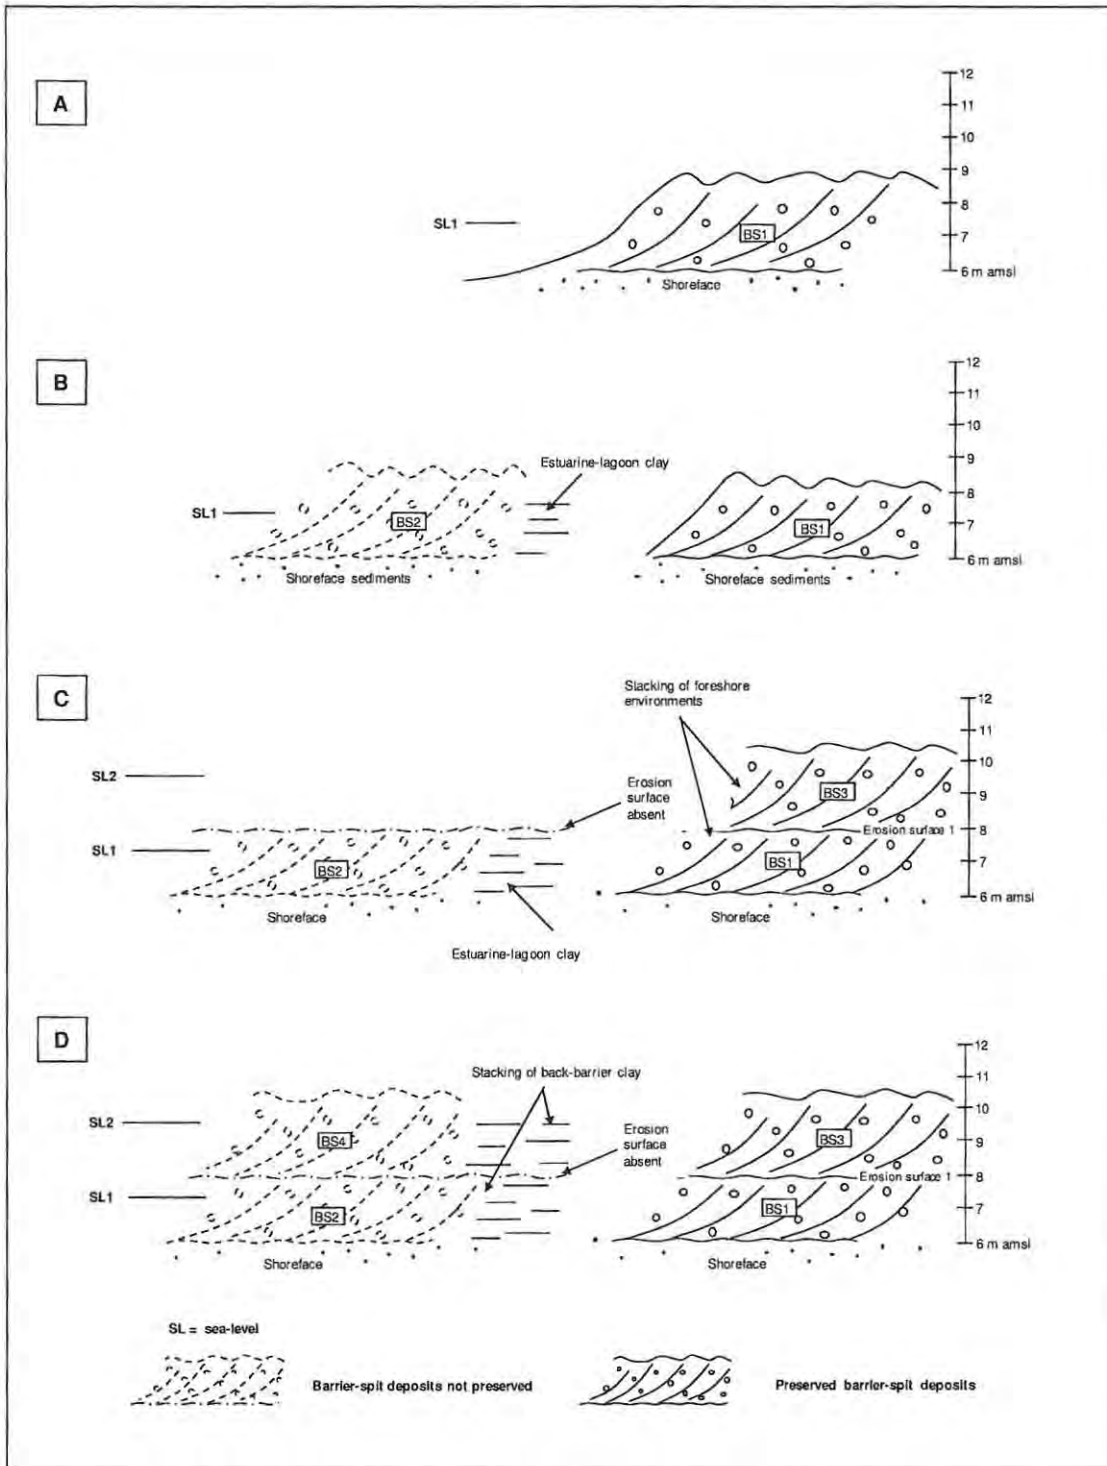 A
12
11
10
9
8
7
6 m amsl
SL1
BS1
Shoreface
B
12
11
10
9
8
7
6 m amsl
Estuarine-lagoon clay
SL1
BS2
BS1
Shoreface sediments
Shoreface sediments
C
Stacking of foreshore
environments
12
11
10
9
8
7
6 m amsl
SL2
Erosion
surface
absent
BS3
Erosion surface 1
SL1
BS2
BS1
Shoreface
Shoreface
Estuarine-lagoon clay
D
12
11
10
9
8
7
6 m amsl
Stacking of back-barrier clay
SL2
Erosion
surface
absent
BS4
BS3
Erosion surface 1
SL1
BS2
BS1
Shoreface
Shoreface
SL = sea-level
Barrier-spit deposits not preserved
Preserved barrier-spit deposits